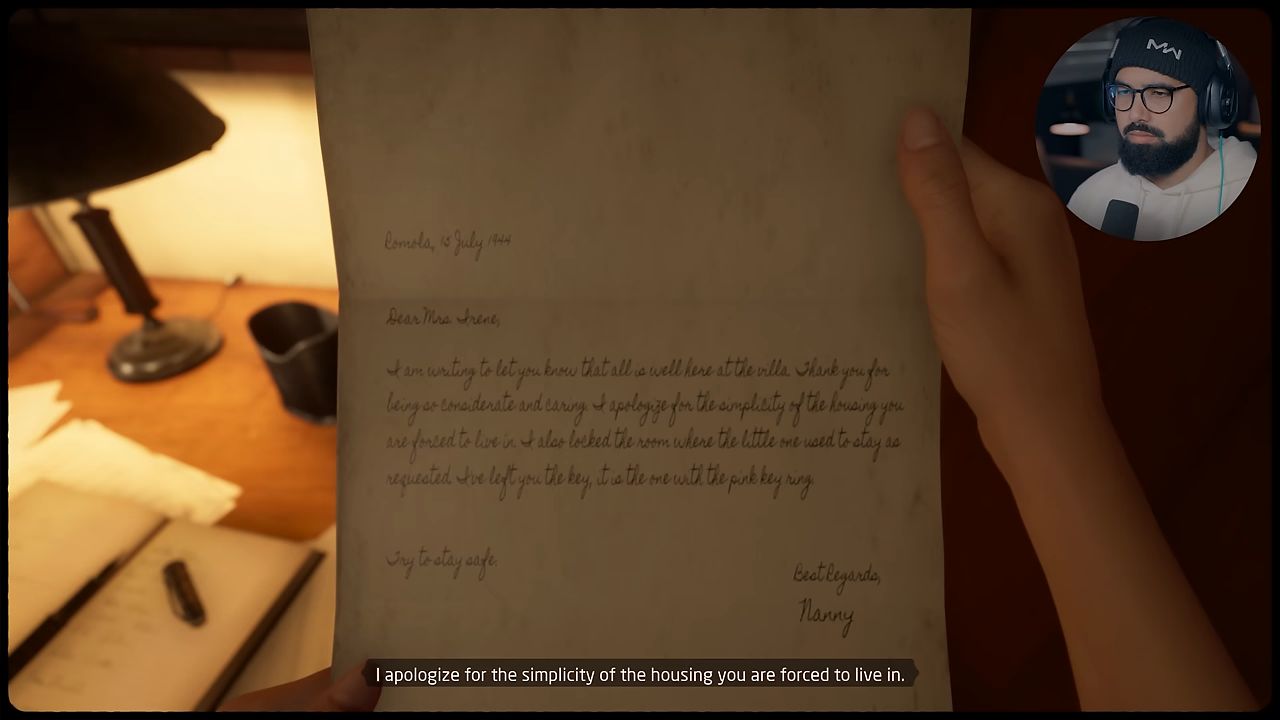 MW
Romola, 15 July 1944
Dear Mrs. Irene,
I am writing to let you know that all is well here at the villa. Thank you for
being so considerate and caring. I apologize for the simplicity of the housing you
are forced to live in. I also locked the room where the little one used to stay as
requested. I've left you the key, it is the one with the pink key ring.
Try to stay safe.
Best Regards,
Nanny
I apologize for the simplicity of the housing you are forced to live in.